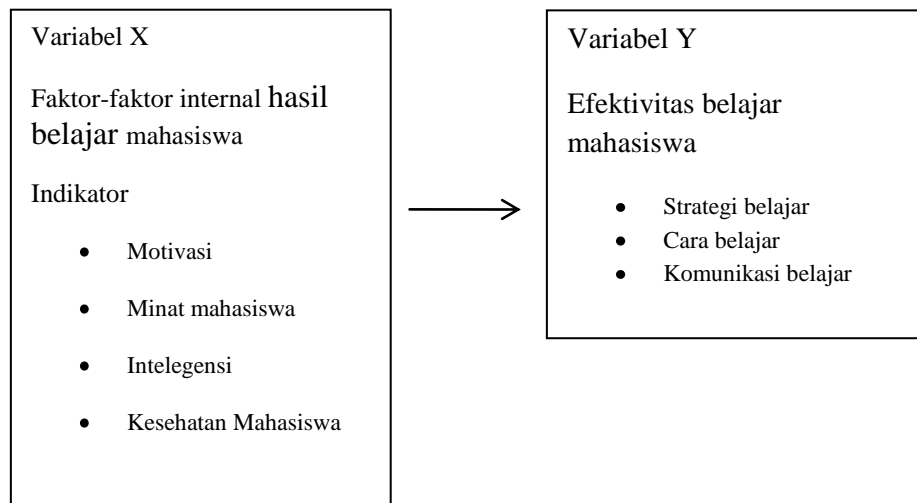 Variabel X
Faktor-faktor internal hasil
belajar mahasiswa
Indikator
• Motivasi
• Minat mahasiswa
• Intelegensi
• Kesehatan Mahasiswa
Variabel Y
Efektivitas belajar
mahasiswa
• Strategi belajar
• Cara belajar
• Komunikasi belajar